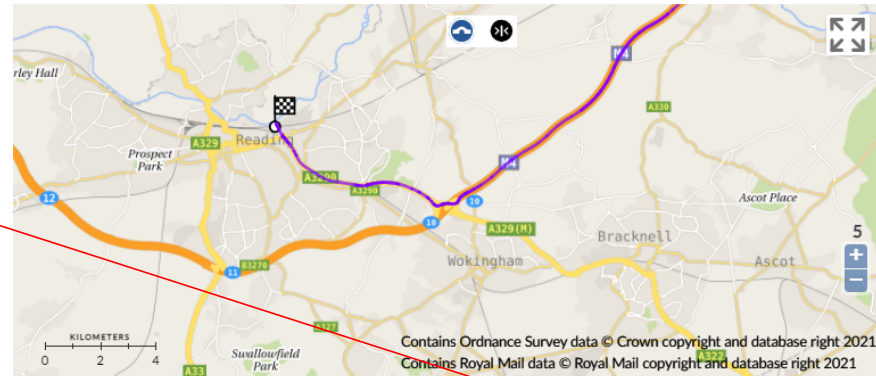 M4
rley Hall
A330
Reading
A329
Prospect
Park
A3290
A3290
M4
12
10
10
Ascot Place
A329(M)
Bracknell
5
+
−
Ascot
11
B3270
Wokingham
KILOMETERS
0 2 4
A327
Swallowfield
Park
A33
A322
Contains Ordnance Survey data © Crown copyright and database right 2021
Contains Royal Mail data © Royal Mail copyright and database right 2021